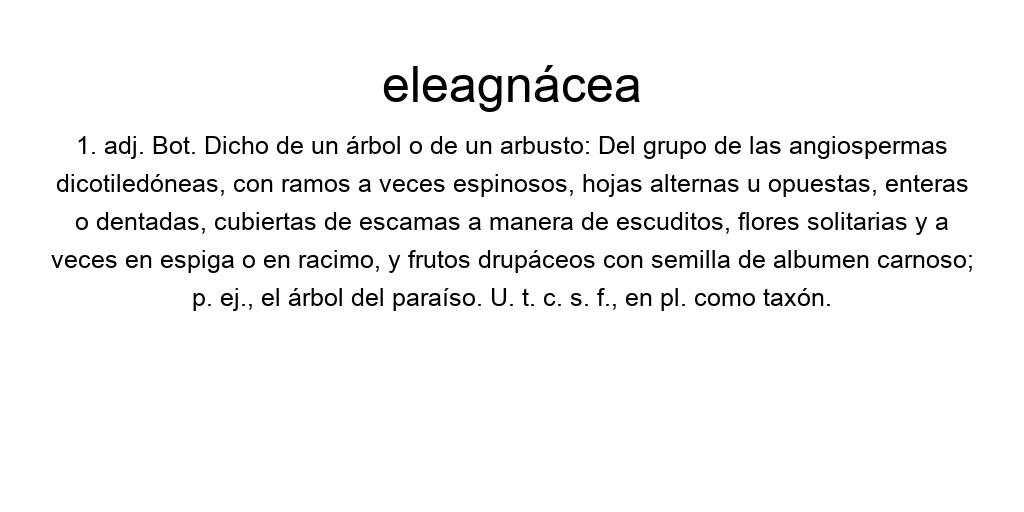 eleagnácea
1. adj. Bot. Dicho de un árbol o de un arbusto: Del grupo de las angiospermas
dicotiledóneas, con ramos a veces espinosos, hojas alternas u opuestas, enteras
o dentadas, cubiertas de escamas a manera de escuditos, flores solitarias y a
veces en espiga o en racimo, y frutos drupáceos con semilla de albumen carnoso;
p. ej., el árbol del paraíso. U. t. c. s. f., en pl. como taxón.